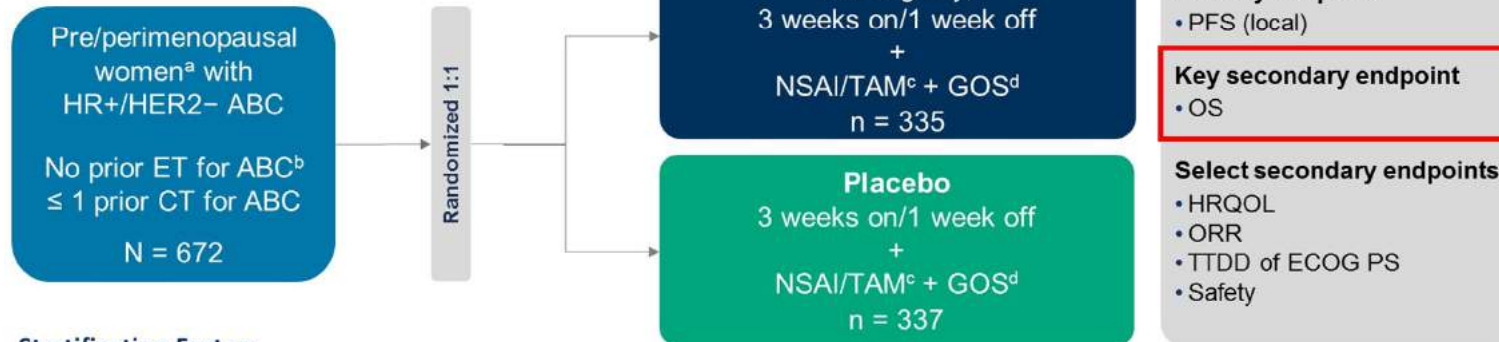 Pre/perimenopausal
womenᵃ with
HR+/HER2− ABC
No prior ET for ABCᵇ
≤ 1 prior CT for ABC
N = 672
Randomized 1:1
3 weeks on/1 week off
+
NSAI/TAMᶜ + GOSᵈ
n = 335
Placebo
3 weeks on/1 week off
+
NSAI/TAMᶜ + GOSᵈ
n = 337
• PFS (local)
Key secondary endpoint
• OS
Select secondary endpoints
• HRQOL
• ORR
• TTDD of ECOG PS
• Safety